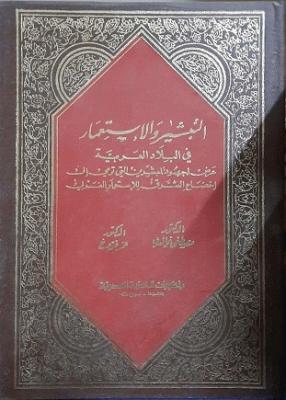 التبشير والاستعمار
في البلاد العربية
عرض لجهود المبشرين التي ترمي إلى
إخضاع الشرق للاستعمار الغربي
الدكتور
مصطفى خالدي
الدكتور
عمر فروخ